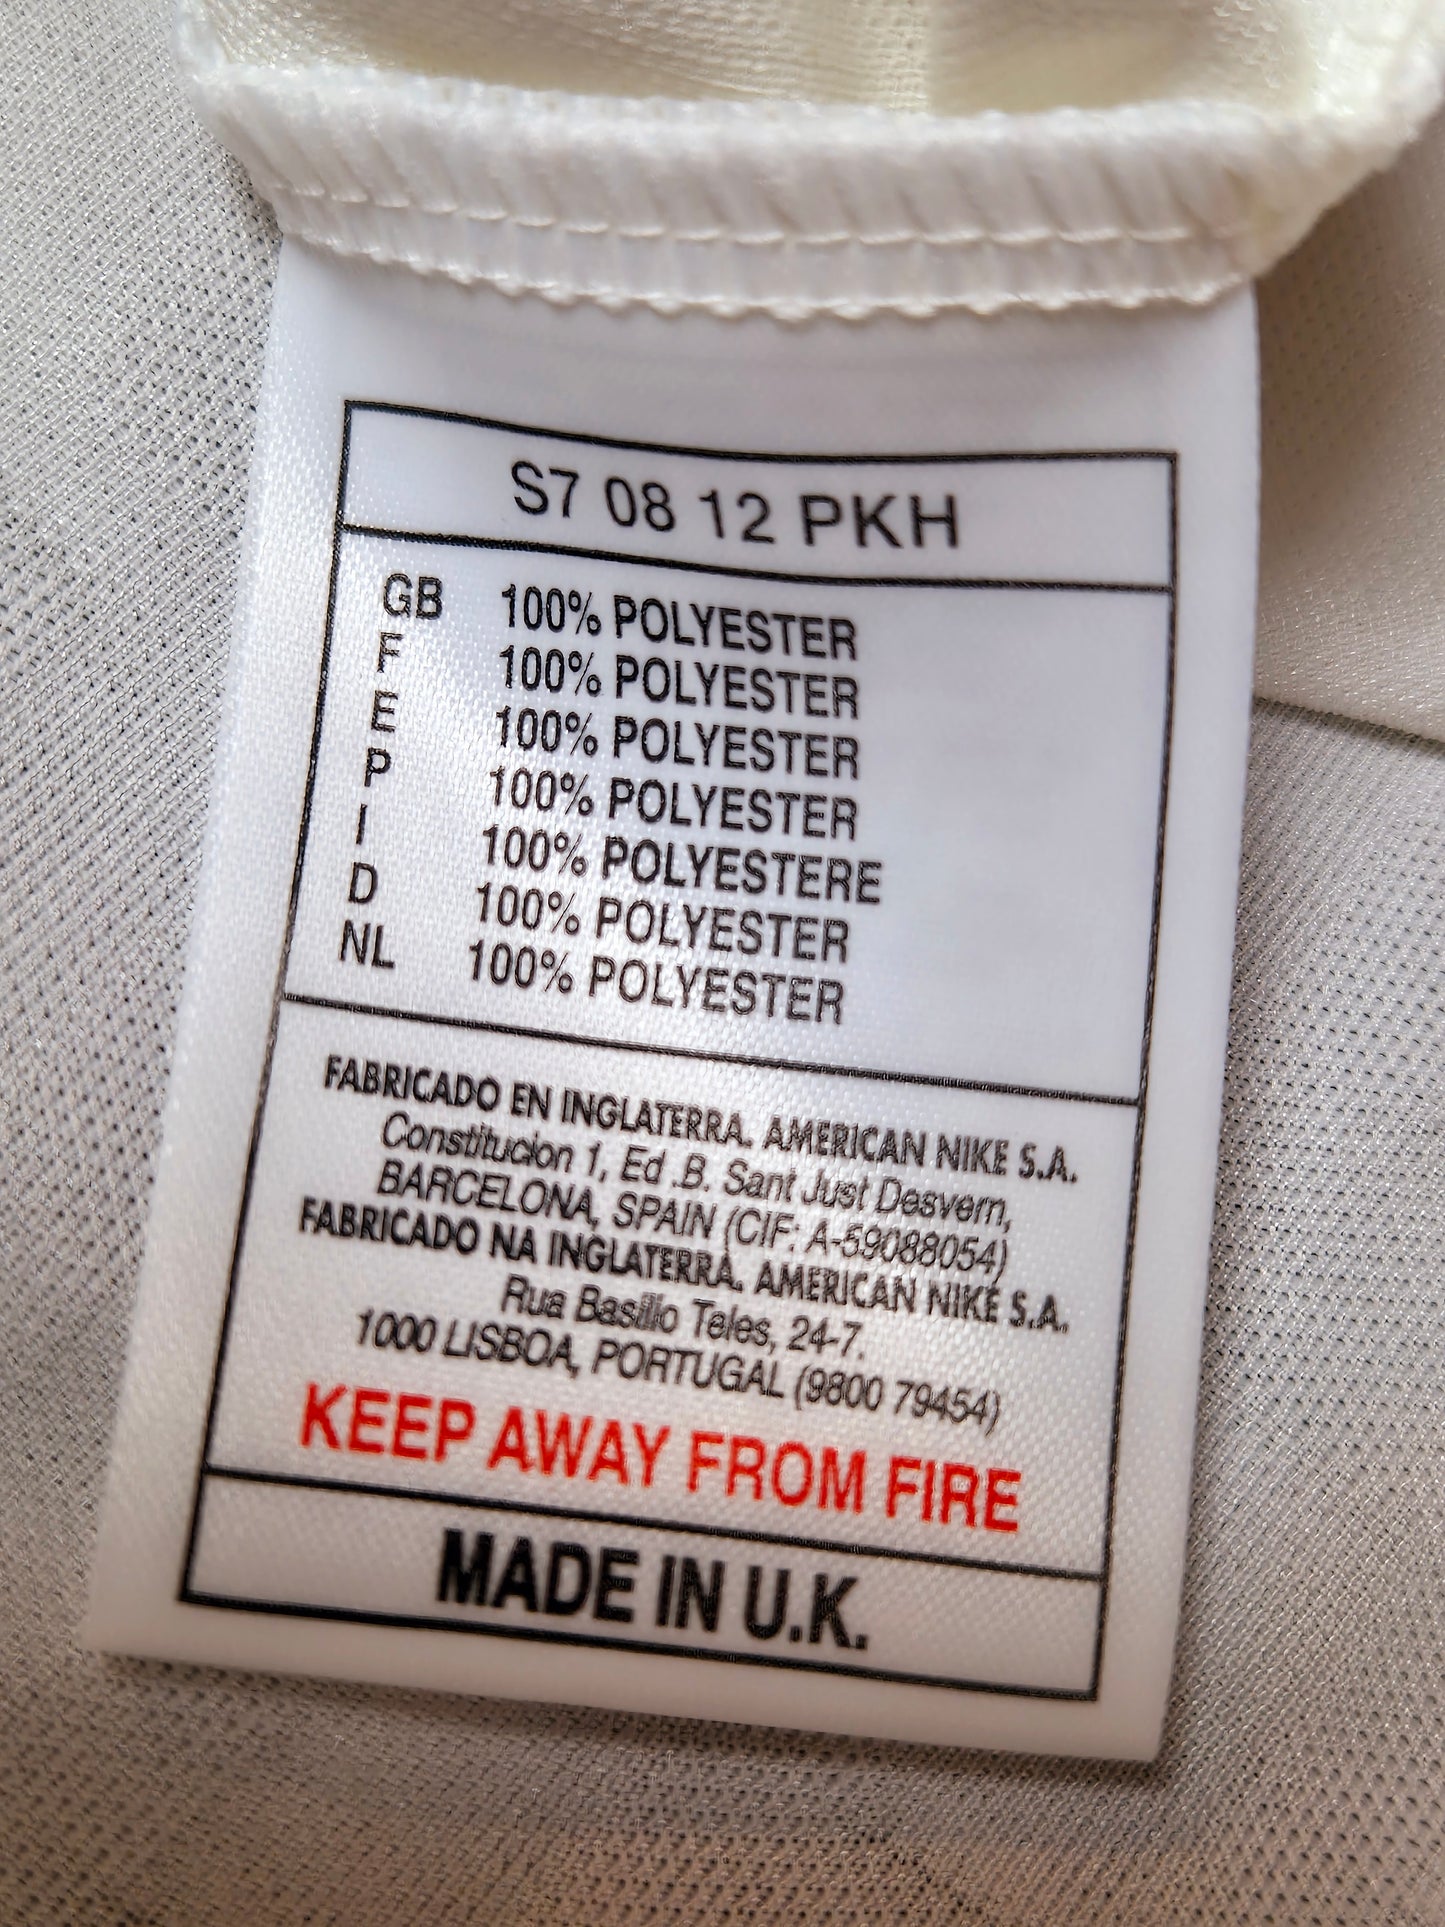 S7 08 12 PKH
GB 100% POLYESTER
F 100% POLYESTER
E 100% POLYESTER
P 100% POLYESTER
I 100% POLYESTERE
D 100% POLYESTER
NL 100% POLYESTER
FABRICADO EN INGLATERRA. AMERICAN NIKE S.A.
Constitucion 1, Ed .B. Sant Just Desvern,
BARCELONA, SPAIN (CIF: A-59088054)
FABRICADO NA INGLATERRA. AMERICAN NIKE S.A.
Rua Basilio Teles, 24-7.
1000 LISBOA, PORTUGAL (9800 79454)
KEEP AWAY FROM FIRE
MADE IN U.K.